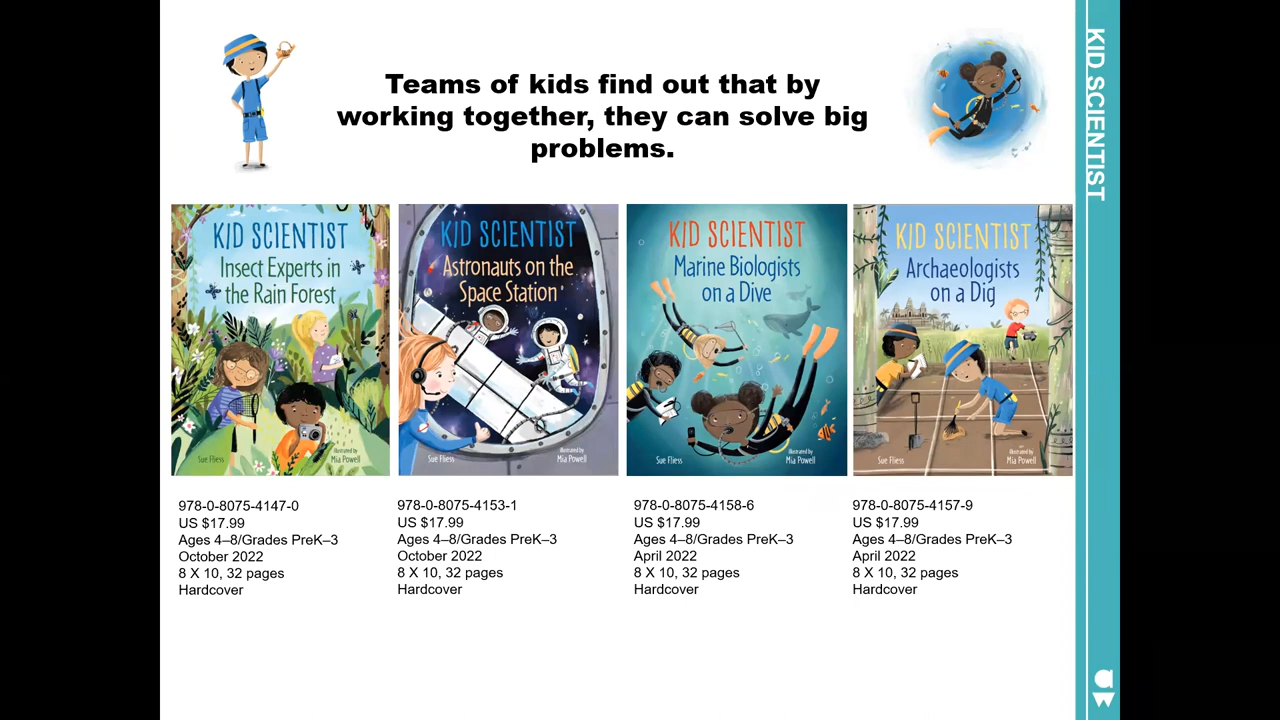 Teams of kids find out that by
working together, they can solve big
problems.
KID SCIENTIST
KID SCIENTIST
Insect Experts in
the Rain Forest
Sue Fliess
illustrated by
Mia Powell
KID SCIENTIST
Astronauts on the
Space Station
Sue Fliess
illustrated by
Mia Powell
KID SCIENTIST
Marine Biologists
on a Dive
Sue Fliess
illustrated by
Mia Powell
KID SCIENTIST
Archaeologists
on a Dig
Sue Fliess
illustrated by
Mia Powell
978-0-8075-4147-0
US $17.99
Ages 4–8/Grades PreK–3
October 2022
8 X 10, 32 pages
Hardcover
978-0-8075-4153-1
US $17.99
Ages 4–8/Grades PreK–3
October 2022
8 X 10, 32 pages
Hardcover
978-0-8075-4158-6
US $17.99
Ages 4–8/Grades PreK–3
April 2022
8 X 10, 32 pages
Hardcover
978-0-8075-4157-9
US $17.99
Ages 4–8/Grades PreK–3
April 2022
8 X 10, 32 pages
Hardcover
a
w